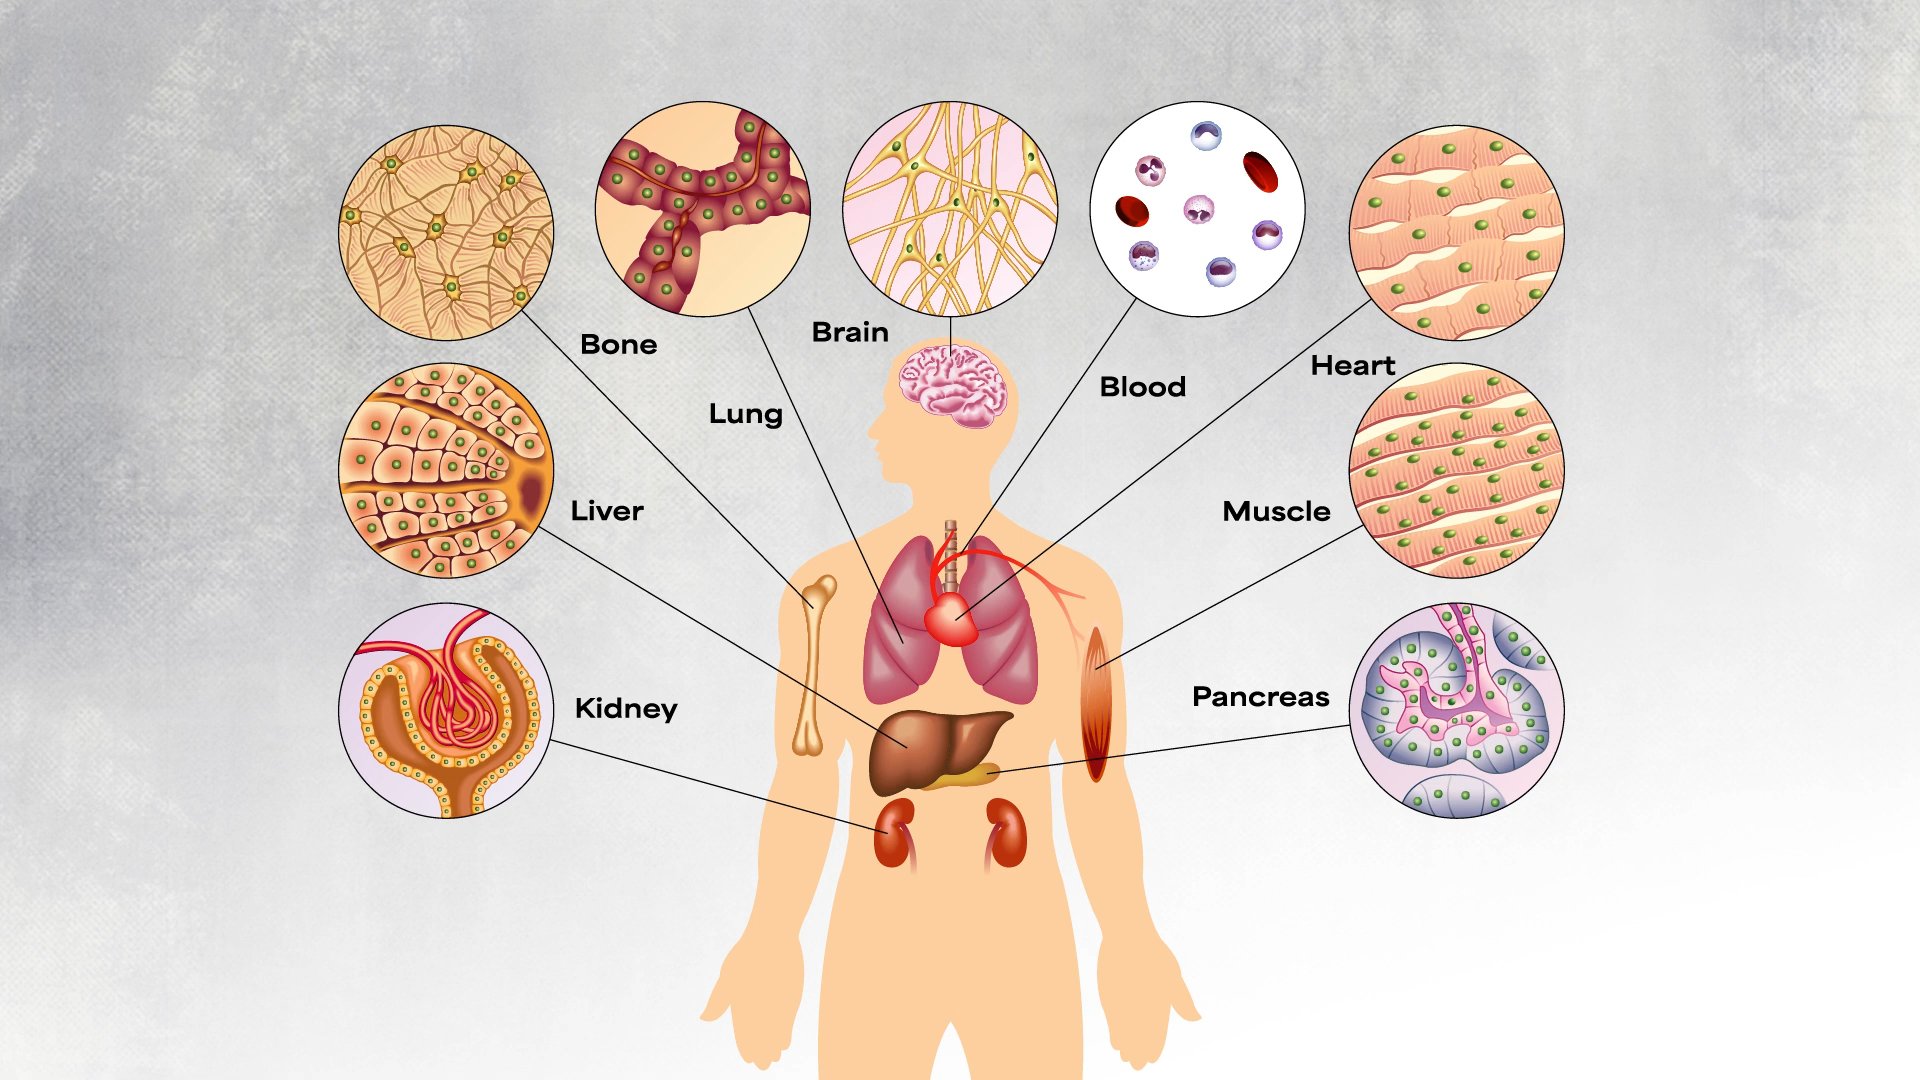 Brain
Bone
Heart
Blood
Lung
Liver
Muscle
Pancreas
Kidney